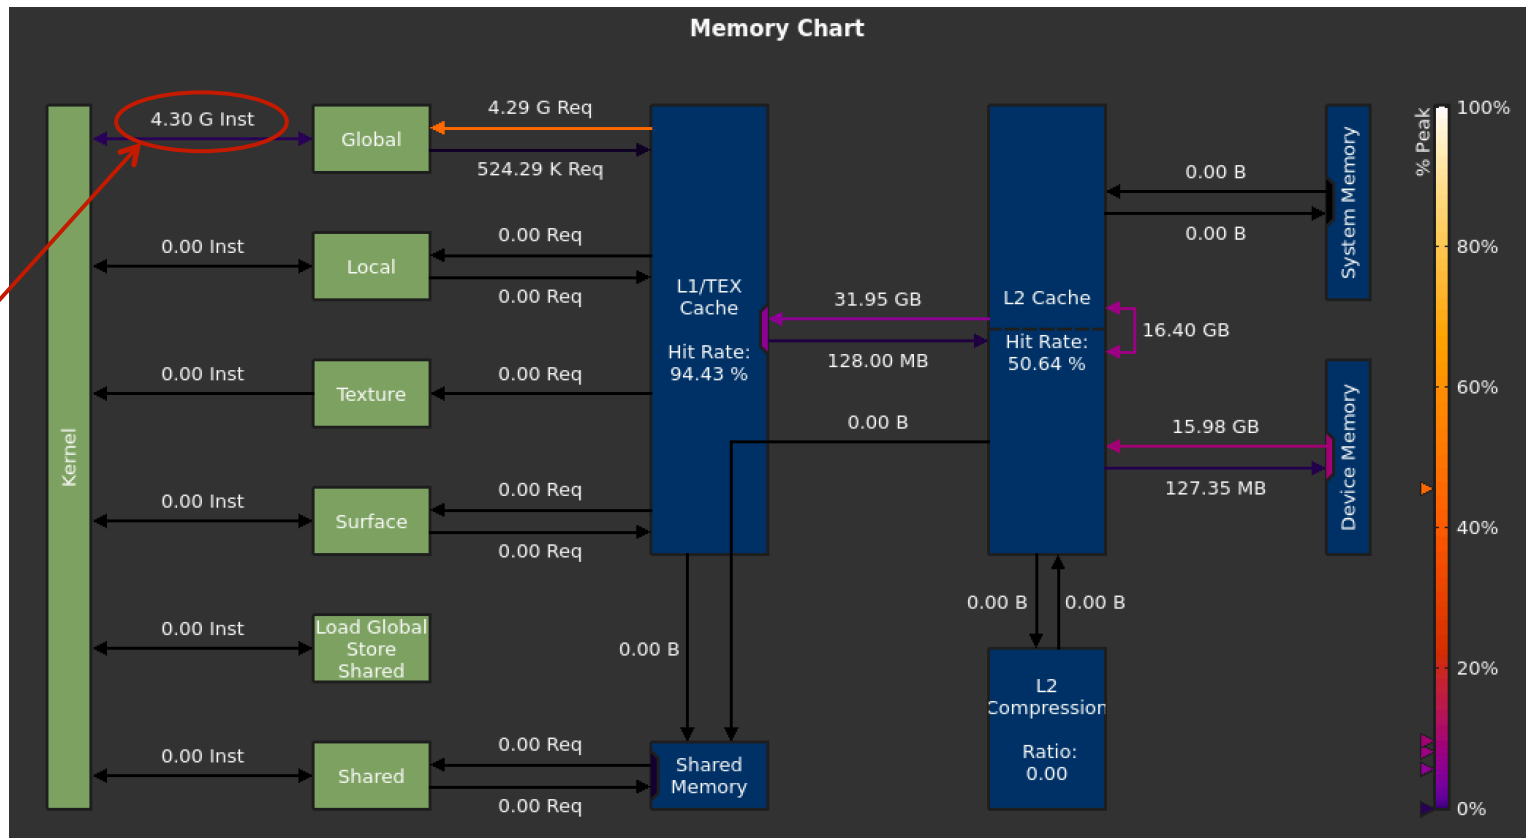 Memory Chart
Kernel
4.30 G Inst
Global
4.29 G Req
524.29 K Req
0.00 Inst
Local
0.00 Req
0.00 Req
0.00 Inst
Texture
0.00 Req
0.00 Inst
Surface
0.00 Req
0.00 Req
0.00 Inst
Load Global
Store
Shared
0.00 Inst
Shared
0.00 Req
0.00 Req
L1/TEX
Cache
Hit Rate:
94.43 %
0.00 B
Shared
Memory
31.95 GB
128.00 MB
0.00 B
L2 Cache
Hit Rate:
50.64 %
16.40 GB
0.00 B
0.00 B
L2
Compression
Ratio:
0.00
0.00 B
0.00 B
System Memory
15.98 GB
127.35 MB
Device Memory
% Peak
100%
80%
60%
40%
20%
0%